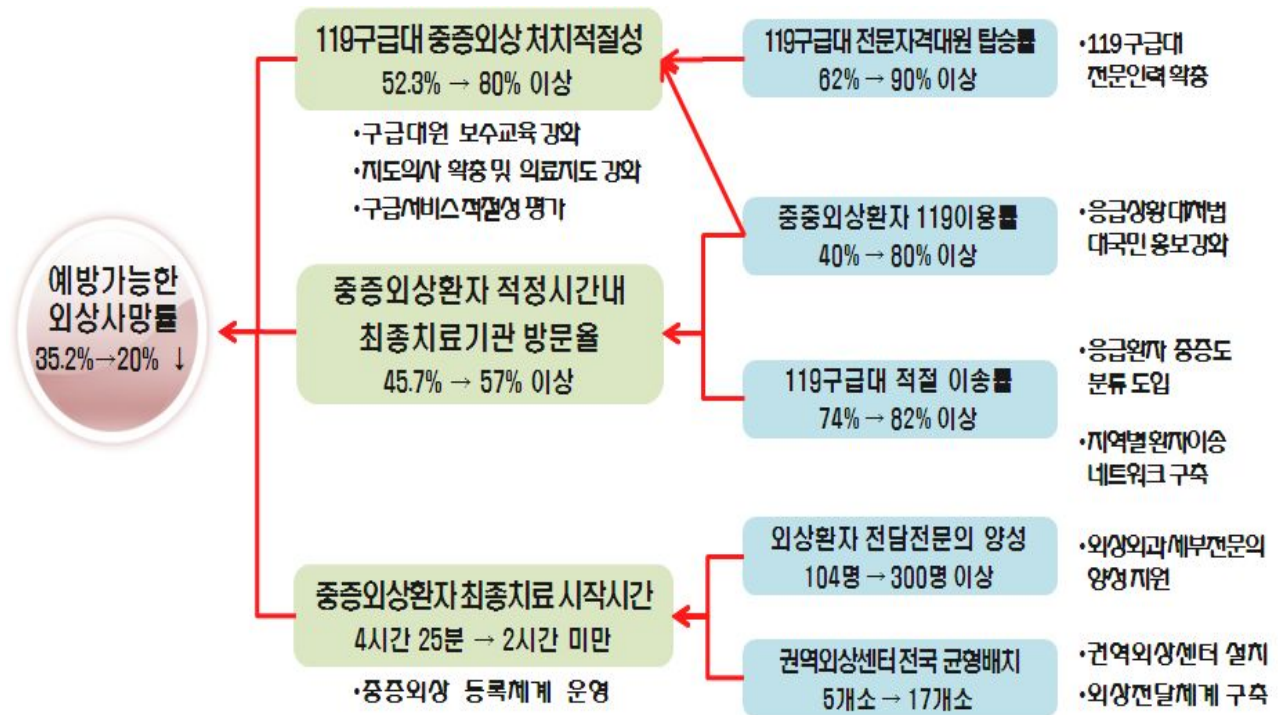 119구급대 중증외상 처치적절성
52.3% → 80% 이상
•구급대원 보수교육 강화
•지도의사 확충 및 의료지도 강화
•구급서비스 적절성 평가
예방가능한
외상사망률
35.2%→20% ↓
중증외상환자 적정시간내
최종치료기관 방문율
45.7% → 57% 이상
중증외상환자 최종치료 시작시간
4시간 25분 → 2시간 미만
•중증외상 등록체계 운영
119구급대 전문자격대원 탑승률
62% → 90% 이상
•119구급대
전문인력 확충
중증외상환자 119이용률
40% → 80% 이상
•응급상황 대처법
대국민 홍보강화
119구급대 적절 이송률
74% → 82% 이상
•응급환자 중증도
분류 도입
•지역별 환자이송
네트워크 구축
외상환자 전담전문의 양성
104명 → 300명 이상
•외상외과 세부전문의
양성 지원
권역외상센터 전국 균형배치
5개소 → 17개소
•권역외상센터 설치
•외상전달체계 구축